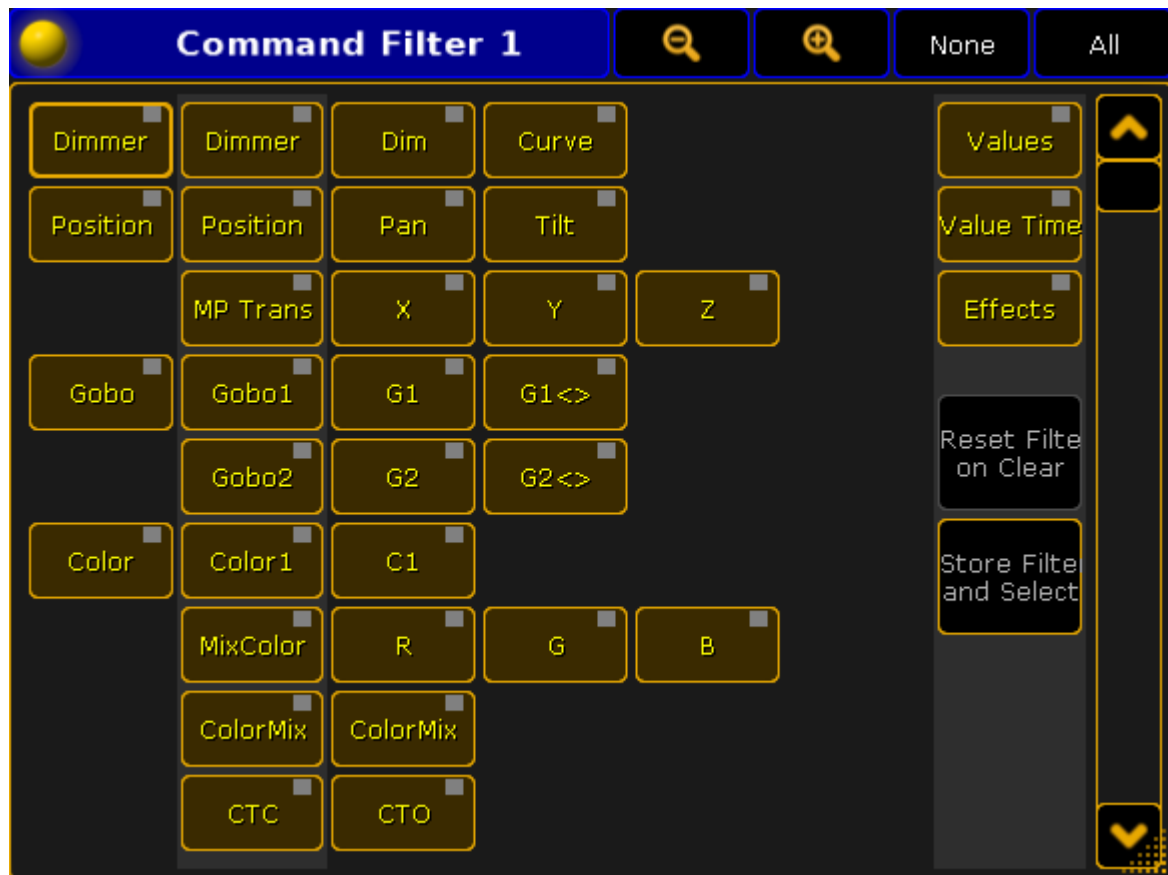 Command Filter 1 None All
Dimmer Dimmer Dim Curve Values
Position Position Pan Tilt Value Time
MP Trans X Y Z Effects
Gobo Gobo1 G1 G1<>
Reset Filte
on Clear
Gobo2 G2 G2<>
Color Color1 C1
Store Filte
and Select
MixColor R G B
ColorMix ColorMix
CTC CTO